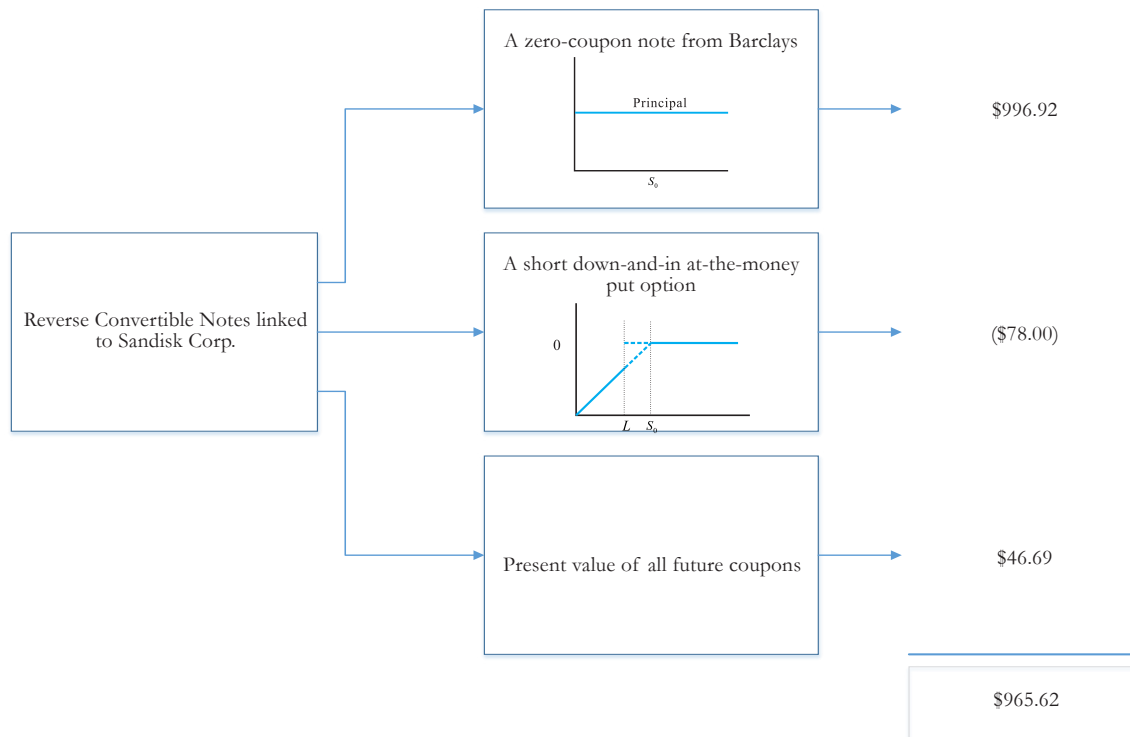 A zero-coupon note from Barclays
Principal
S₀
$996.92
Reverse Convertible Notes linked
to Sandisk Corp.
A short down-and-in at-the-money
put option
0
L S₀
($78.00)
Present value of all future coupons
$46.69
$965.62